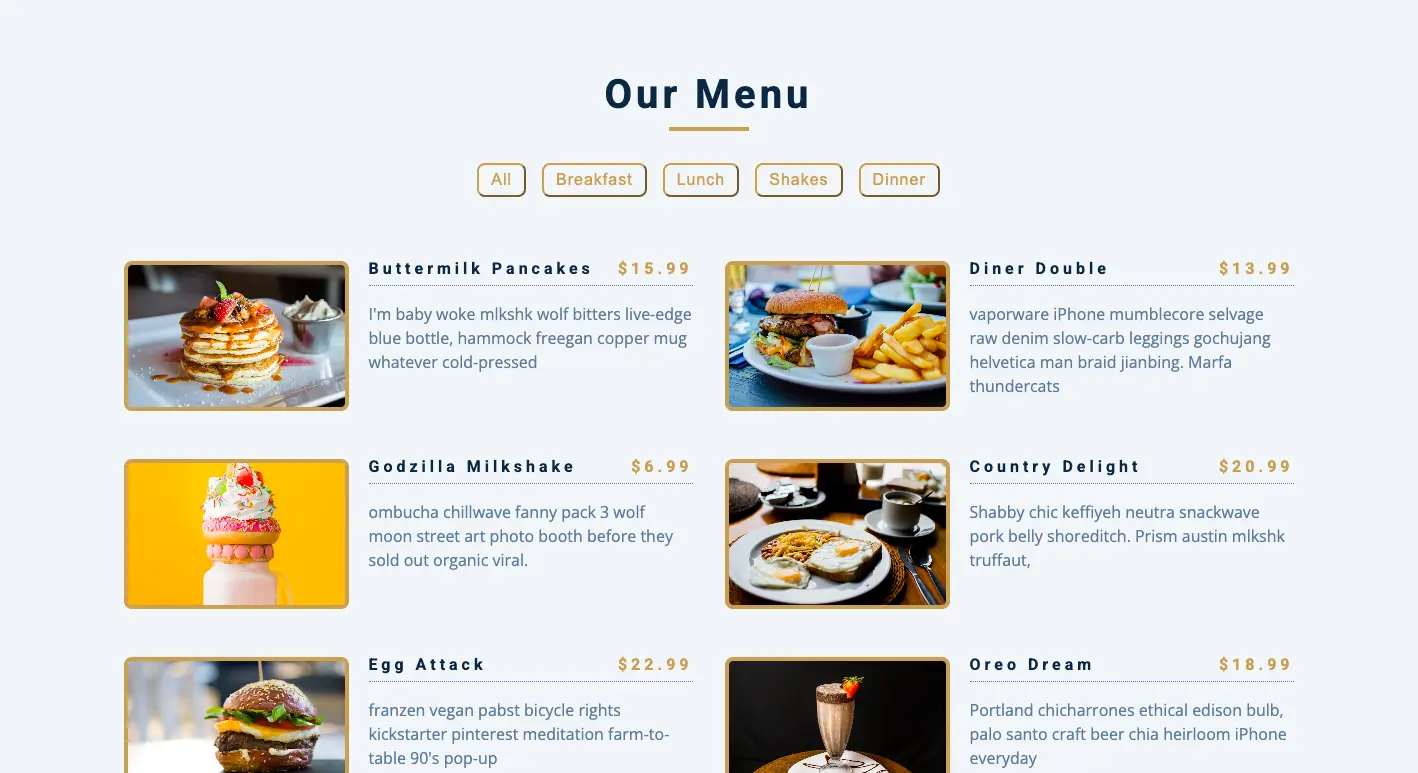 Our Menu
All Breakfast Lunch Shakes Dinner
Buttermilk Pancakes $15.99
I'm baby woke mlkshk wolf bitters live-edge
blue bottle, hammock freegan copper mug
whatever cold-pressed
Diner Double $13.99
vaporware iPhone mumblecore selvage
raw denim slow-carb leggings gochujang
helvetica man braid jianbing. Marfa
thundercats
Godzilla Milkshake $6.99
ombucha chillwave fanny pack 3 wolf
moon street art photo booth before they
sold out organic viral.
Country Delight $20.99
Shabby chic keffiyeh neutra snackwave
pork belly shoreditch. Prism austin mlkshk
truffaut,
Egg Attack $22.99
franzen vegan pabst bicycle rights
kickstarter pinterest meditation farm-to-
table 90's pop-up
Oreo Dream $18.99
Portland chicharrones ethical edison bulb,
palo santo craft beer chia heirloom iPhone
everyday